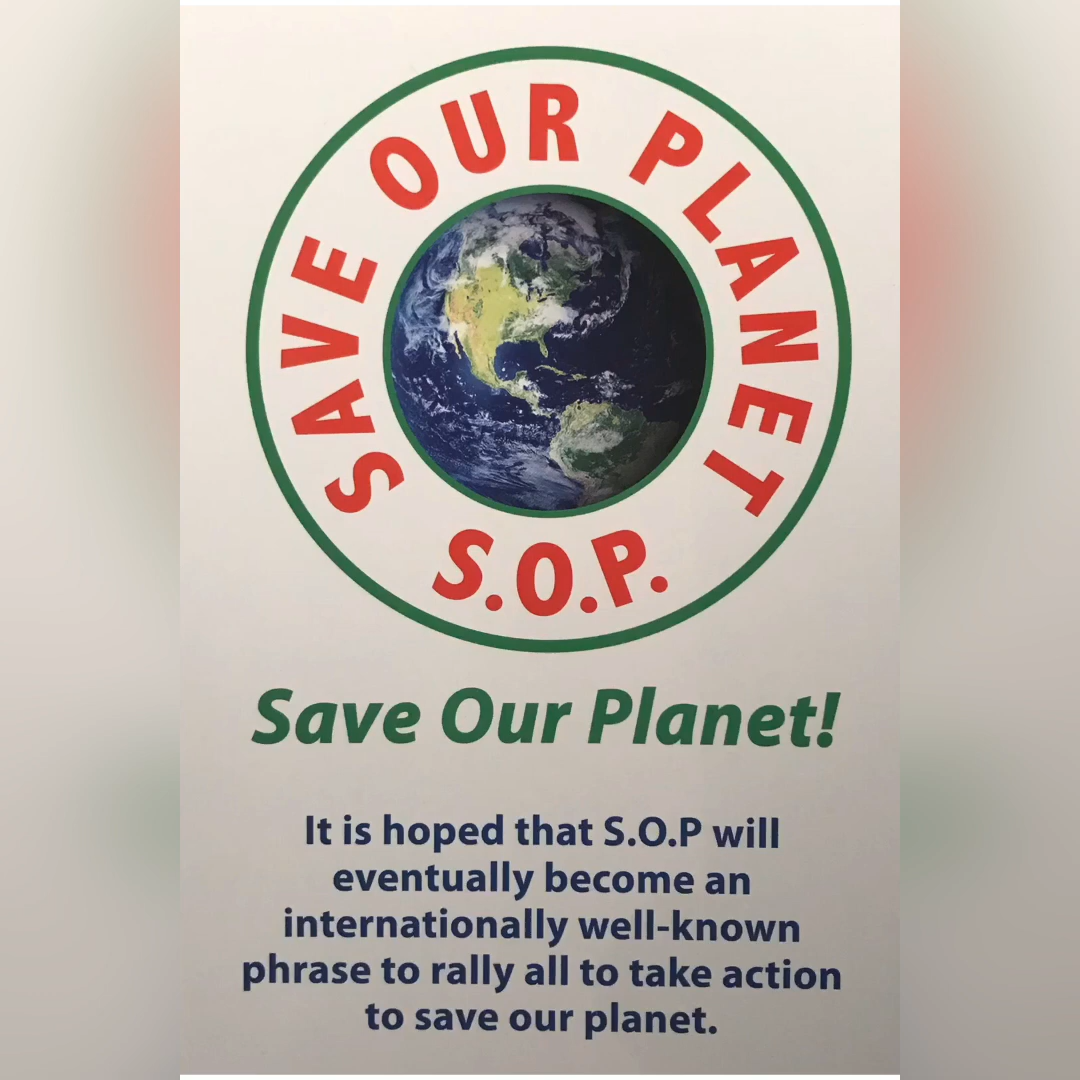 SAVE OUR PLANET
S.O.P.
Save Our Planet!
It is hoped that S.O.P will
eventually become an
internationally well-known
phrase to rally all to take action
to save our planet.